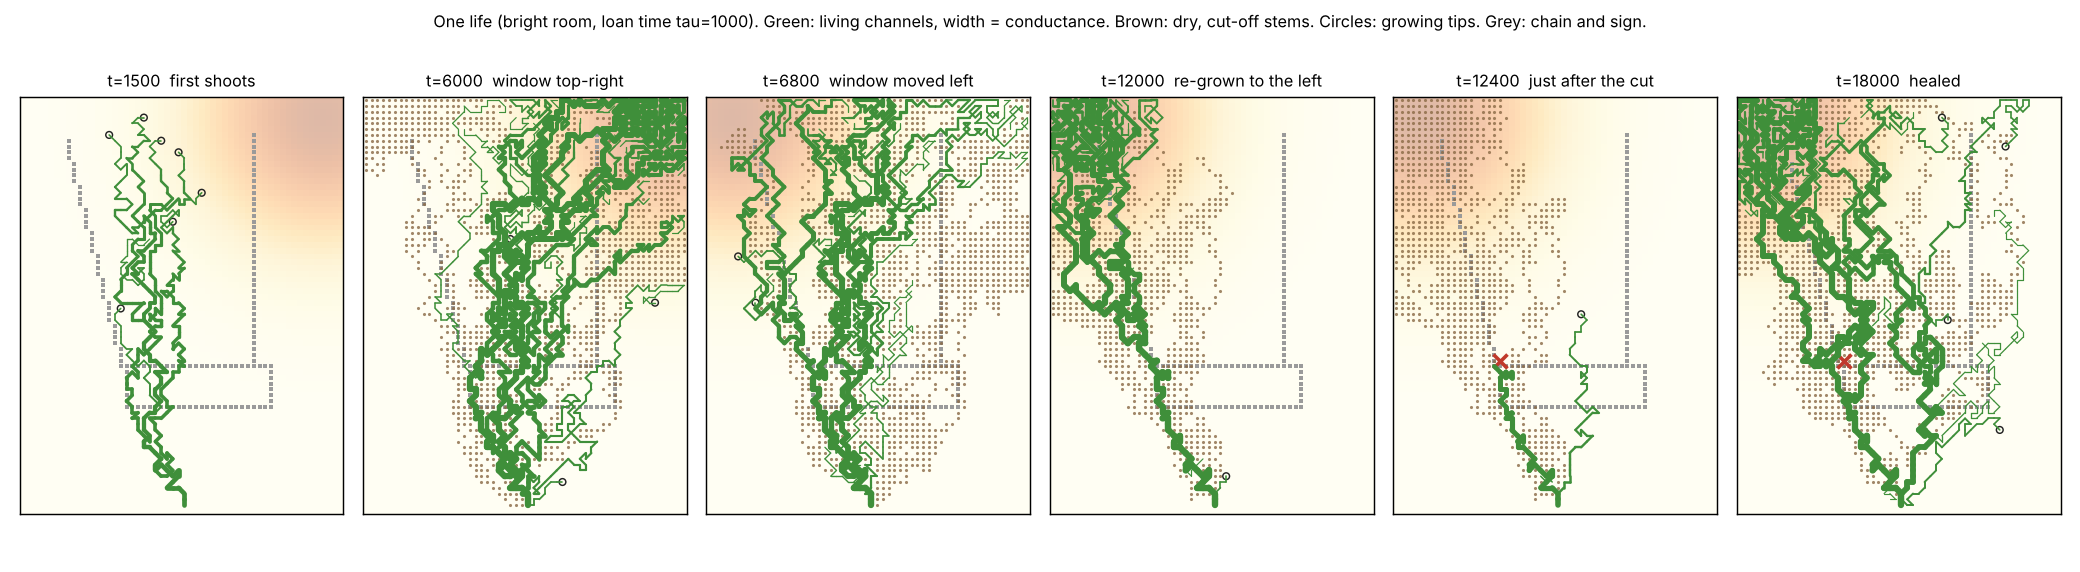 One life (bright room, loan time tau=1000). Green: living channels, width = conductance. Brown: dry, cut-off stems. Circles: growing tips. Grey: chain and sign.
t=1500  first shoots
t=6000  window top-right
t=6800  window moved left
t=12000  re-grown to the left
t=12400  just after the cut
t=18000  healed